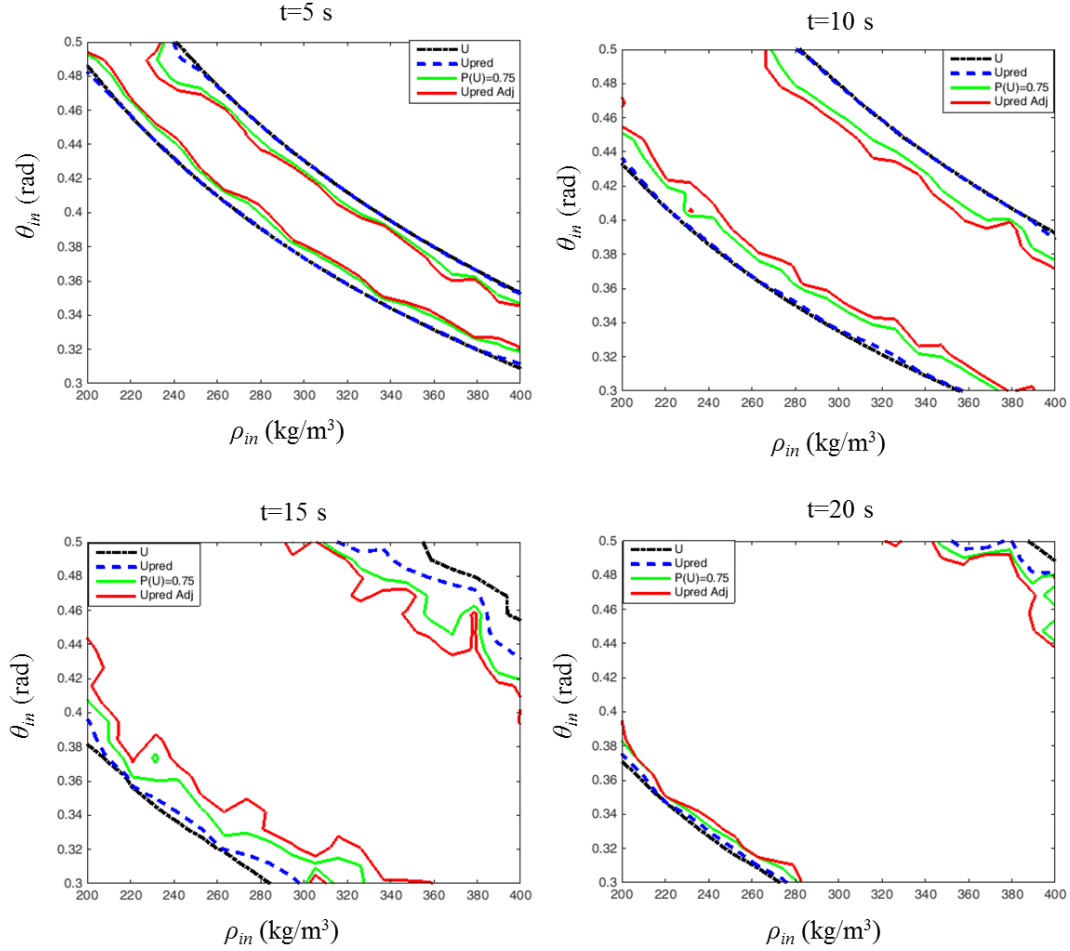 t=5 s
0.5
0.48
0.46
0.44
0.42
0.4
0.38
0.36
0.34
0.32
0.3
U
Upred
P(U)=0.75
Upred Adj
200 220 240 260 280 300 320 340 360 380 400
θin (rad)
ρin (kg/m³)
t=10 s
0.5
0.48
0.46
0.44
0.42
0.4
0.38
0.36
0.34
0.32
0.3
U
Upred
P(U)=0.75
Upred Adj
200 220 240 260 280 300 320 340 360 380 400
θin (rad)
ρin (kg/m³)
t=15 s
0.5
0.48
0.46
0.44
0.42
0.4
0.38
0.36
0.34
0.32
0.3
U
Upred
P(U)=0.75
Upred Adj
200 220 240 260 280 300 320 340 360 380 400
θin (rad)
ρin (kg/m³)
t=20 s
0.5
0.48
0.46
0.44
0.42
0.4
0.38
0.36
0.34
0.32
0.3
U
Upred
P(U)=0.75
Upred Adj
200 220 240 260 280 300 320 340 360 380 400
θin (rad)
ρin (kg/m³)